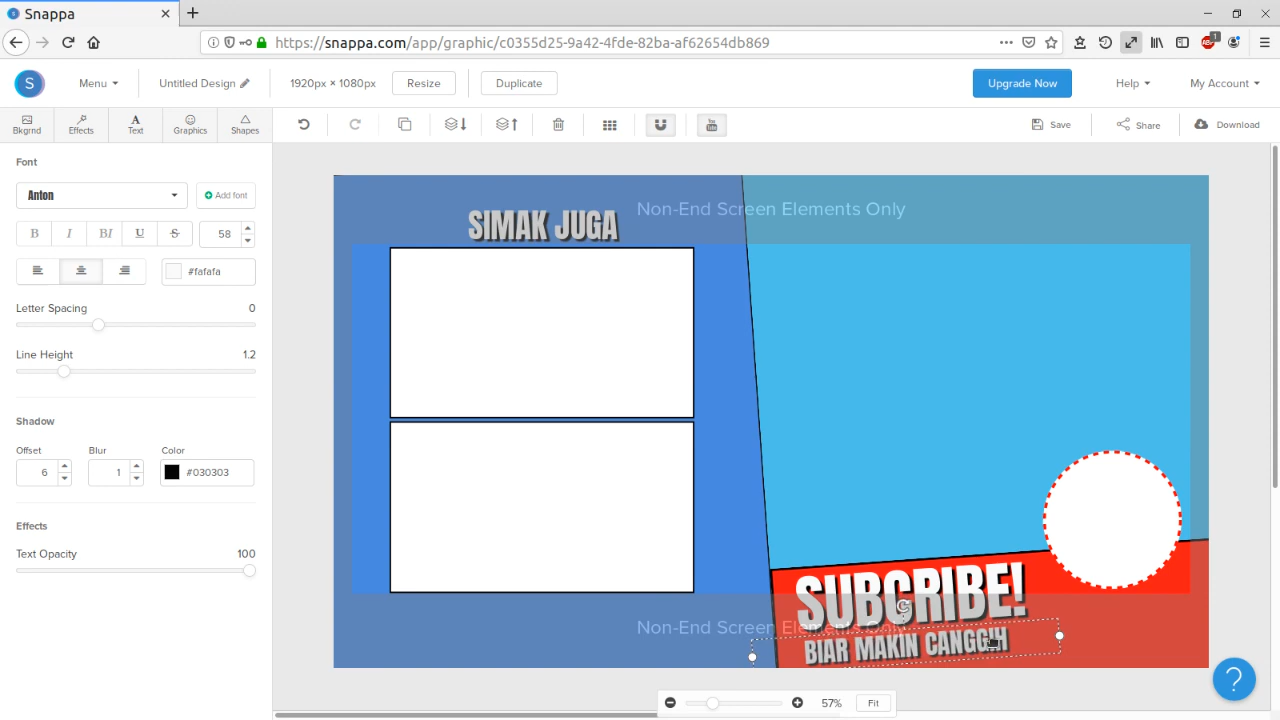 Snappa
https://snappa.com/app/graphic/c0355d25-9a42-4fde-82ba-af62654db869
1
S
Menu
Untitled Design
1920px × 1080px
Resize
Duplicate
Upgrade Now
Help
My Account
Bkgrnd
Effects
Text
Graphics
Shapes
Save
Share
Download
Font
Anton
Add font
B
I
BI
U
S
58
#fafafa
Letter Spacing
0
Line Height
1.2
Shadow
Offset
Blur
Color
6
1
#030303
Effects
Text Opacity
100
Non-End Screen Elements Only
SIMAK JUGA
SUBCRIBE!
Non-End Screen Elements Only
BIAR MAKIN CANGGIH
57%
Fit
?